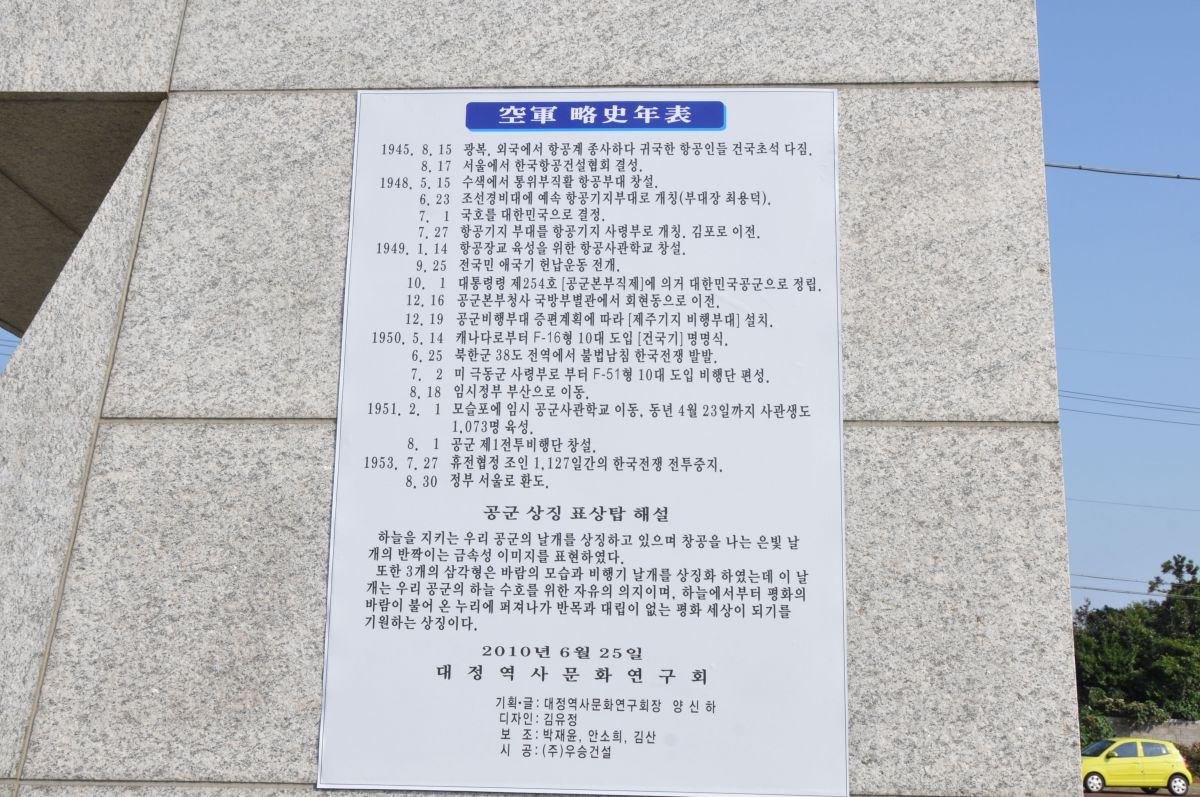 空軍 略史年表
1945. 8. 15 광복. 외국에서 항공계 종사하다 귀국한 항공인들 건국초석 다짐.
8. 17 서울에서 한국항공건설협회 결성.
1948. 5. 15 수색에서 통위부직활 항공부대 창설.
6. 23 조선경비대에 예속 항공기지부대로 개칭(부대장 최용덕).
7. 1 국호를 대한민국으로 결정.
7. 27 항공기지 부대를 항공기지 사령부로 개칭. 김포로 이전.
1949. 1. 14 항공장교 육성을 위한 항공사관학교 창설.
9. 25 전국민 애국기 헌납운동 전개.
10. 1 대통령령 제254호 [공군본부직제]에 의거 대한민국공군으로 정립.
12. 16 공군본부청사 국방부별관에서 회현동으로 이전.
12. 19 공군비행부대 증편계획에 따라 [제주기지 비행부대] 설치.
1950. 5. 14 캐나다로부터 F-16형 10대 도입 [건국기] 명명식.
6. 25 북한군 38도 전역에서 불법남침 한국전쟁 발발.
7. 2 미 극동군 사령부로 부터 F-51형 10대 도입 비행단 편성.
8. 18 임시정부 부산으로 이동.
1951. 2. 1 모슬포에 임시 공군사관학교 이동. 동년 4월 23일까지 사관생도
1,073명 육성.
8. 1 공군 제1전투비행단 창설.
1953. 7. 27 휴전협정 조인 1,127일간의 한국전쟁 전투중지.
8. 30 정부 서울로 환도.
공군 상징 표상탑 해설
하늘을 지키는 우리 공군의 날개를 상징하고 있으며 창공을 나는 은빛 날
개의 반짝이는 금속성 이미지를 표현하였다.
또한 3개의 삼각형은 바람의 모습과 비행기 날개를 상징화 하였는데 이 날
개는 우리 공군의 하늘 수호를 위한 자유의 의지이며, 하늘에서부터 평화의
바람이 불어 온 누리에 퍼져나가 반목과 대립이 없는 평화 세상이 되기를
기원하는 상징이다.
2010년 6월 25일
대 정 역 사 문 화 연 구 회
기획·글: 대정역사문화연구회장 양 신 하
디자인: 김유정
보 조: 박재윤, 안소희, 김산
시 공: (주)우승건설